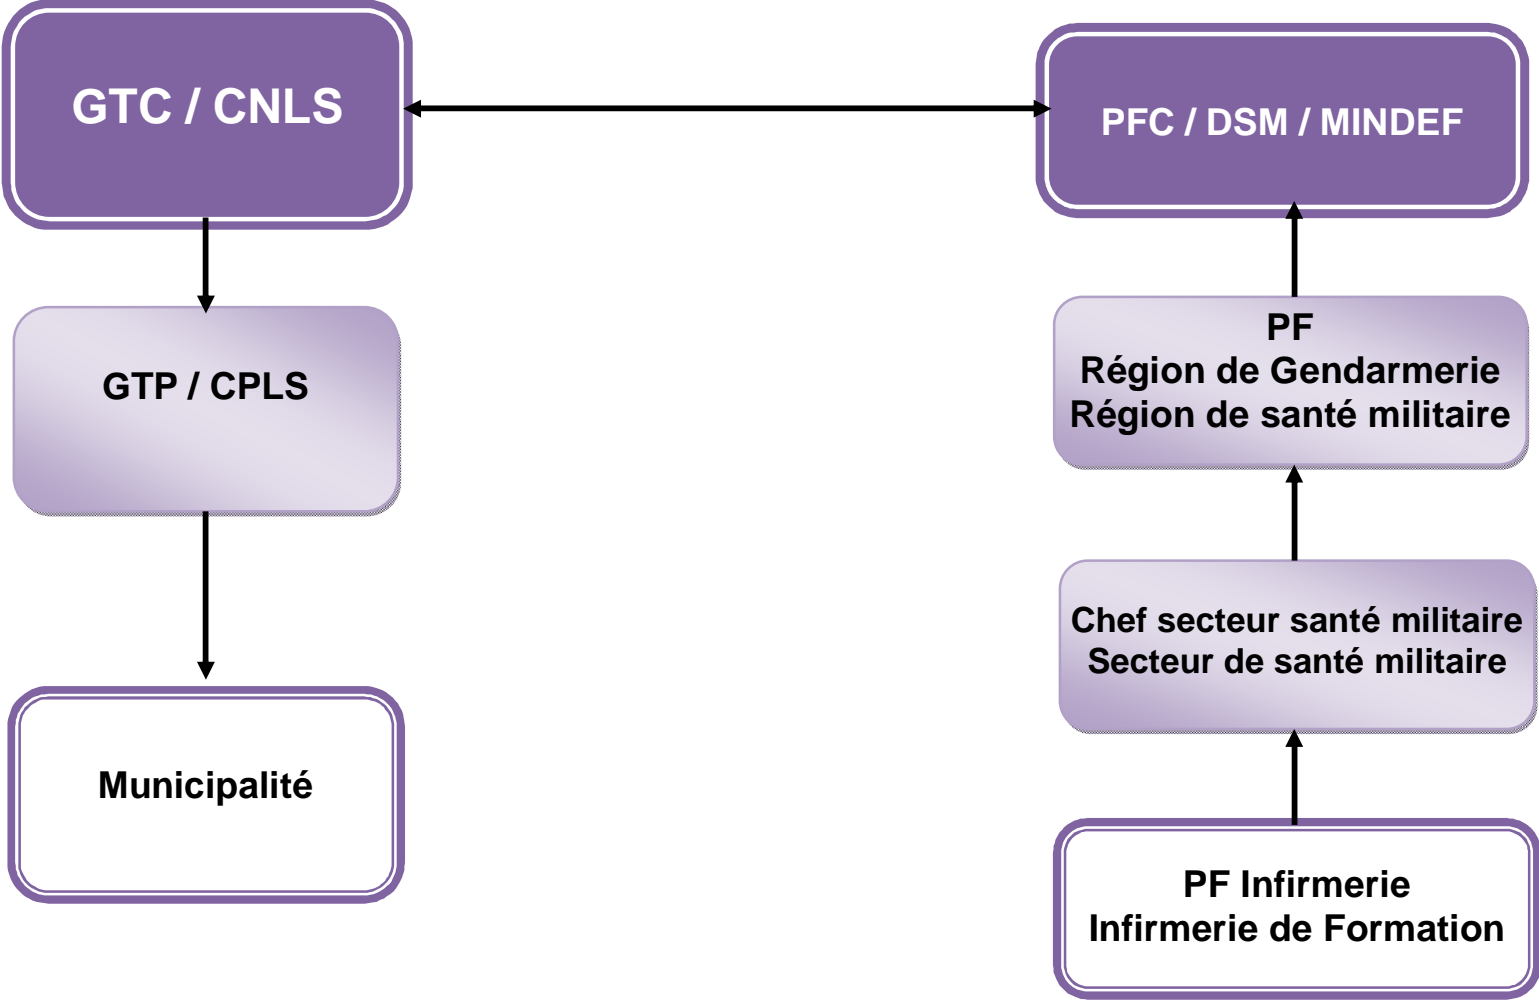 GTC / CNLS
PFC / DSM / MINDEF
GTP / CPLS
PF
Région de Gendarmerie
Région de santé militaire
Chef secteur santé militaire
Secteur de santé militaire
Municipalité
PF Infirmerie
Infirmerie de Formation